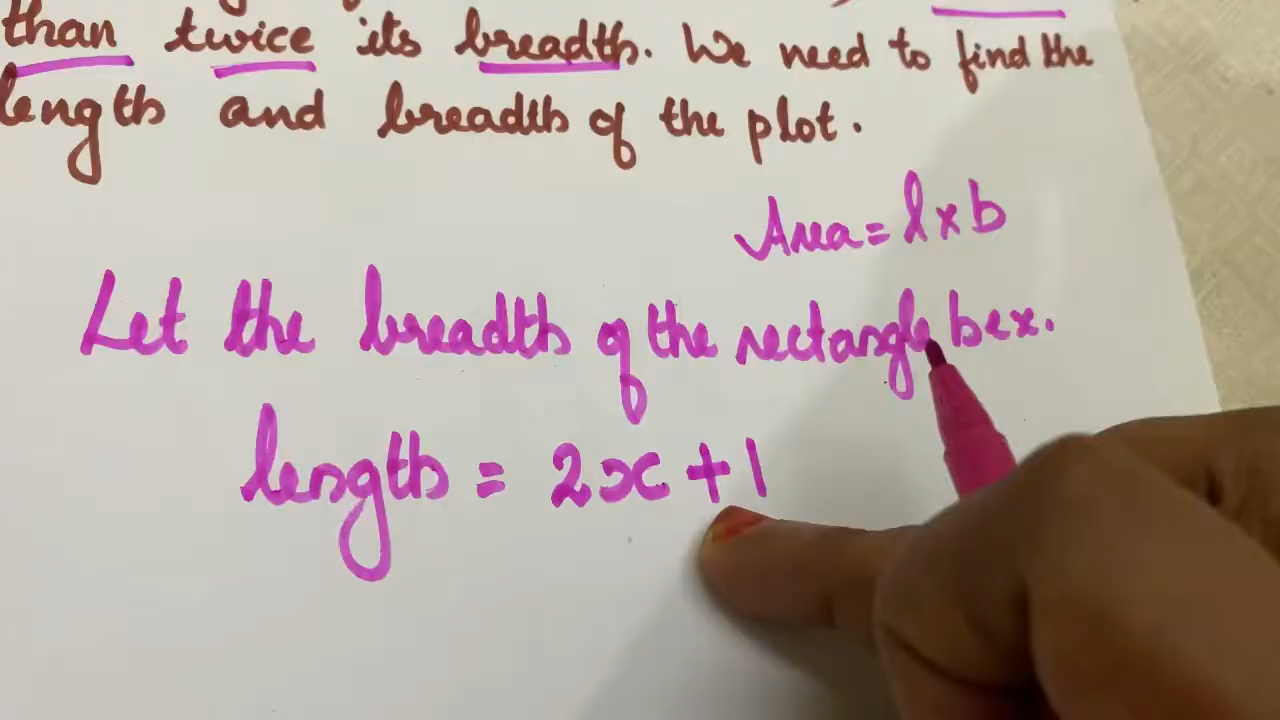 than twice its breadth. We need to find the
length and breadth of the plot.
Area = l x b
Let the breadth of the rectangle be x.
length = 2x + 1